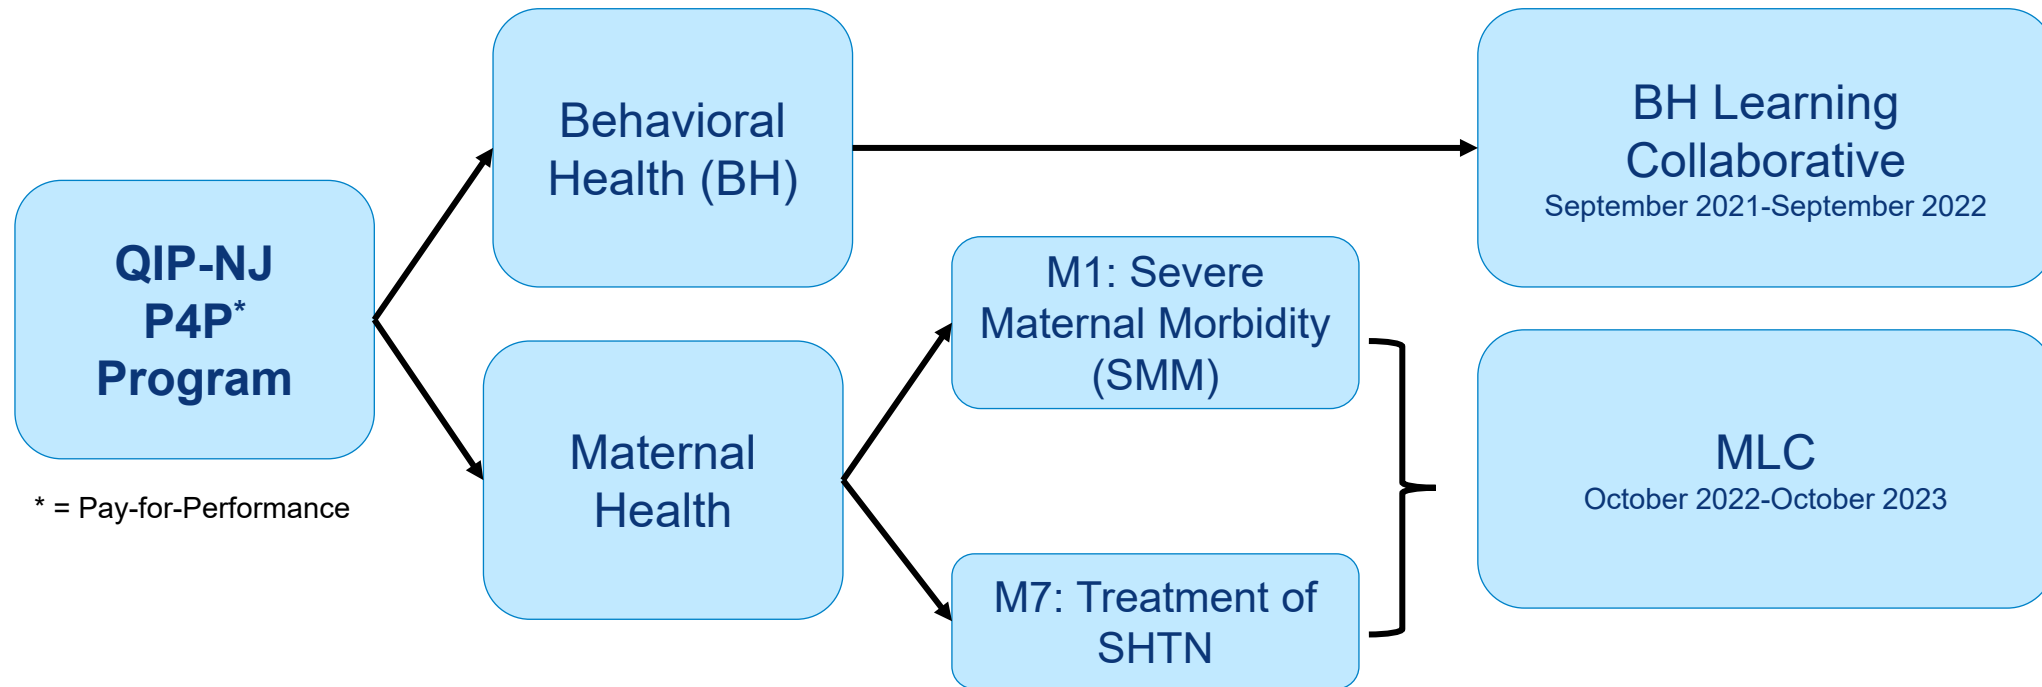 QIP-NJ
P4P*
Program
* = Pay-for-Performance
Behavioral
Health (BH)
Maternal
Health
M1: Severe
Maternal Morbidity
(SMM)
M7: Treatment of
SHTN
BH Learning
Collaborative
September 2021-September 2022
MLC
October 2022-October 2023